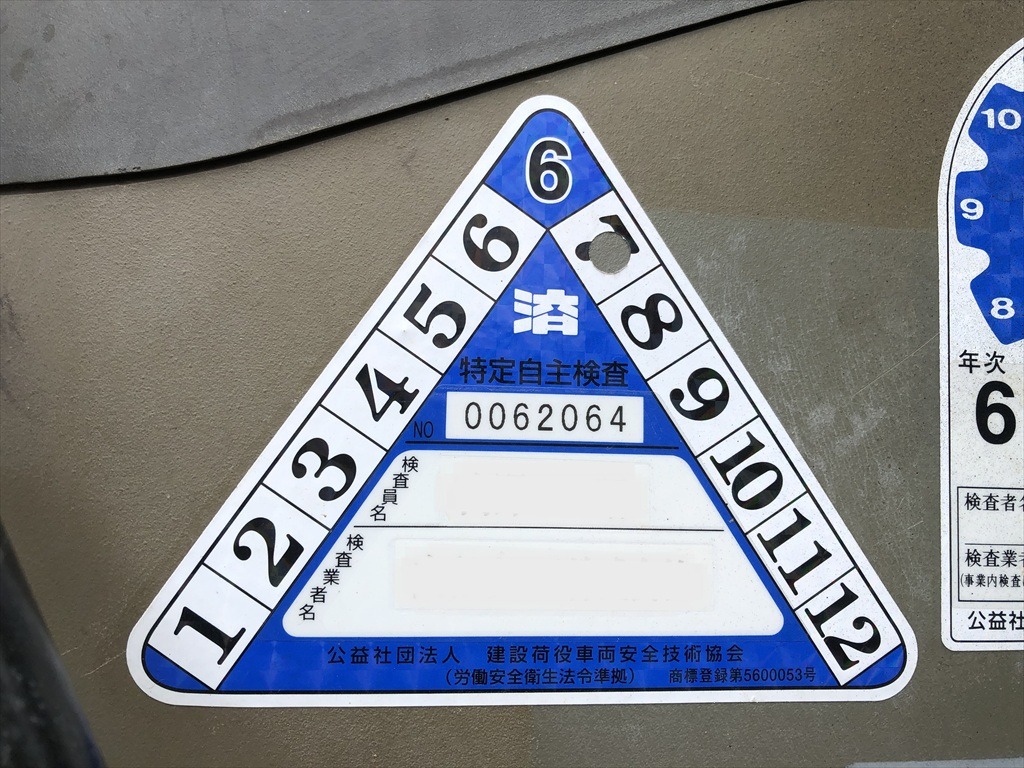 6
1 2 3 4 5 6
7 8 9 10 11 12
済
特定自主検査
NO 0062064
検査員名
検査業者名
公益社団法人 建設荷役車両安全技術協会
(労働安全衛生法令準拠) 商標登録第5600053号
10
9
8
年次
6
検査者
検査業
(事業内検査
公益社